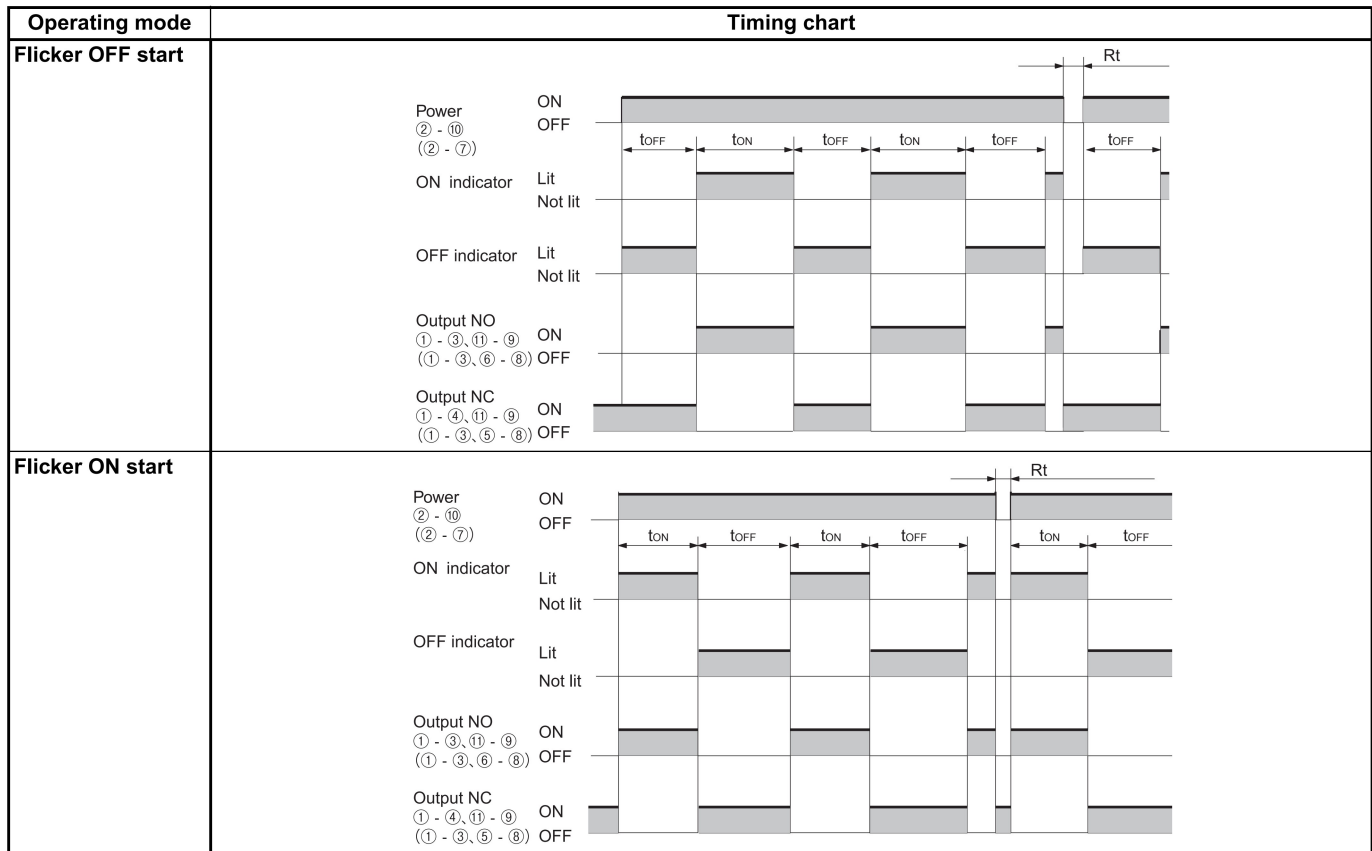 Operating mode Timing chart
Flicker OFF start
Rt
Power ON
② - ⑩ OFF
(② - ⑦)
tOFF tON tOFF tON tOFF tOFF
ON indicator Lit
Not lit
OFF indicator Lit
Not lit
Output NO
① - ③、⑪ - ⑨ ON
(① - ③、⑥ - ⑧) OFF
Output NC
① - ④、⑪ - ⑨ ON
(① - ③、⑤ - ⑧) OFF
Flicker ON start
Rt
Power ON
② - ⑩ OFF
(② - ⑦)
tON tOFF tON tOFF tON tOFF
ON indicator Lit
Not lit
OFF indicator Lit
Not lit
Output NO
① - ③、⑪ - ⑨ ON
(① - ③、⑥ - ⑧) OFF
Output NC
① - ④、⑪ - ⑨ ON
(① - ③、⑤ - ⑧) OFF